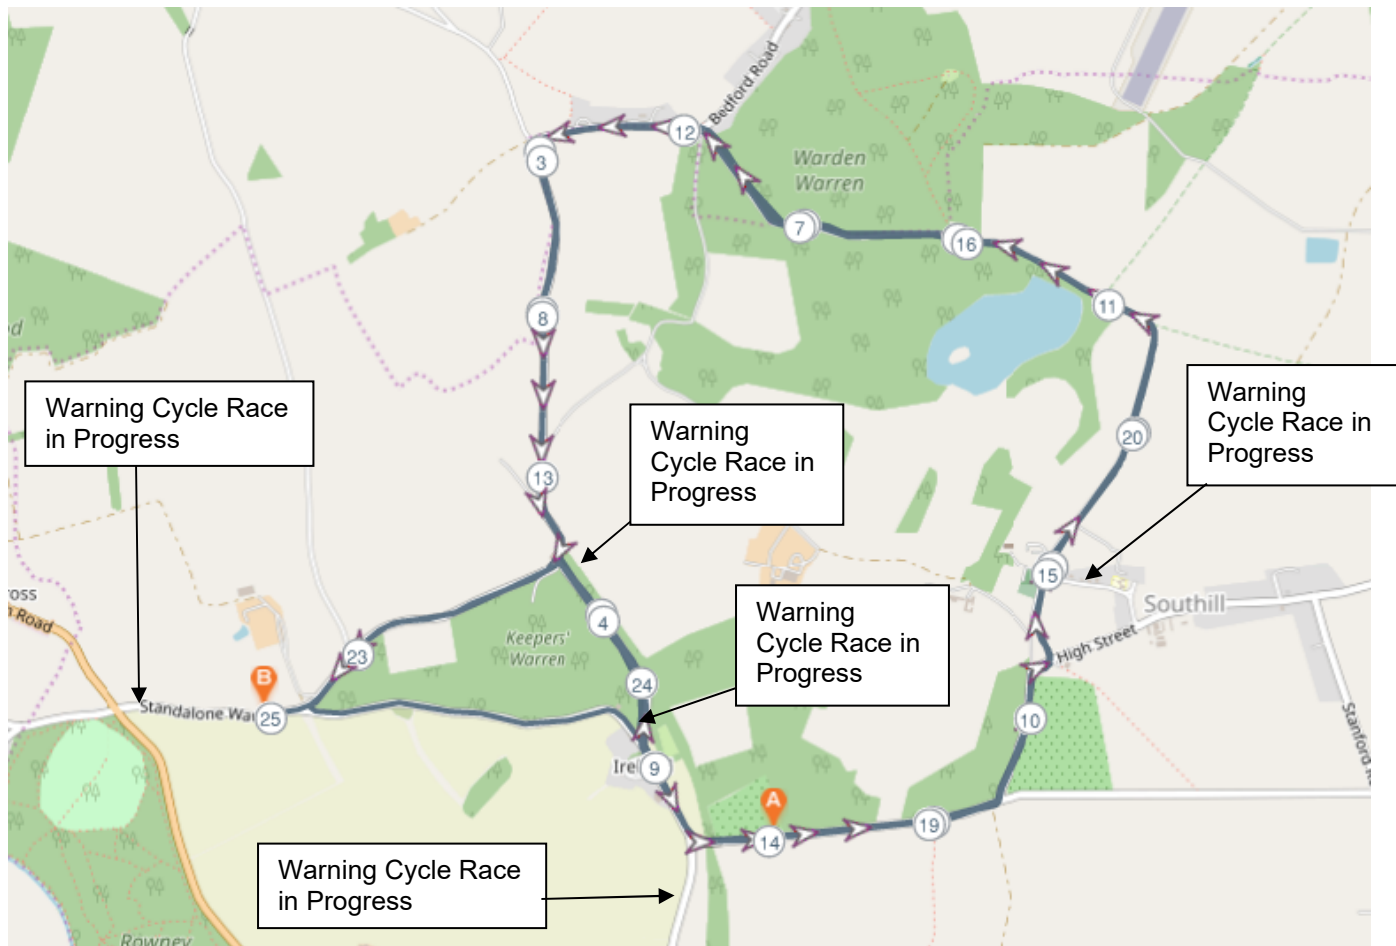 Bedford Road
12
3
Warden
Warren
7
16
11
8
Warning Cycle Race
in Progress
Warning
Cycle Race in
Progress
Warning
Cycle Race in
Progress
20
13
15
Southill
High Street
Warning
Cycle Race in
Progress
oss
Road
4
Keepers'
Warren
23
24
B
25
Standalone Wa
10
Stanford R
Ire
9
A
14
19
Warning Cycle Race
in Progress
Rowney